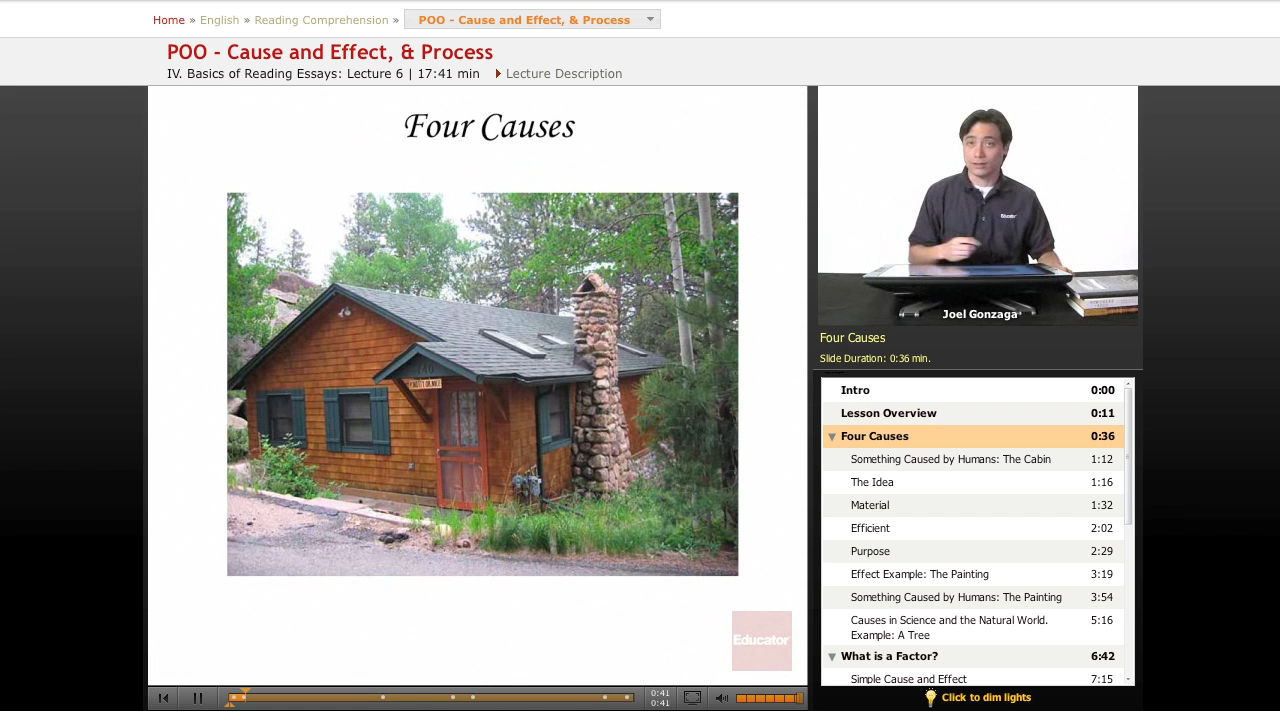 Home » English » Reading Comprehension » POO - Cause and Effect, & Process
POO - Cause and Effect, & Process
IV. Basics of Reading Essays: Lecture 6 | 17:41 min Lecture Description
Four Causes
Educator
Joel Gonzaga
Four Causes
Slide Duration: 0:36 min.
Intro 0:00
Lesson Overview 0:11
Four Causes 0:36
Something Caused by Humans: The Cabin 1:12
The Idea 1:16
Material 1:32
Efficient 2:02
Purpose 2:29
Effect Example: The Painting 3:19
Something Caused by Humans: The Painting 3:54
Causes in Science and the Natural World. 5:16
Example: A Tree
What is a Factor? 6:42
Simple Cause and Effect 7:15
0:41
0:41
Click to dim lights